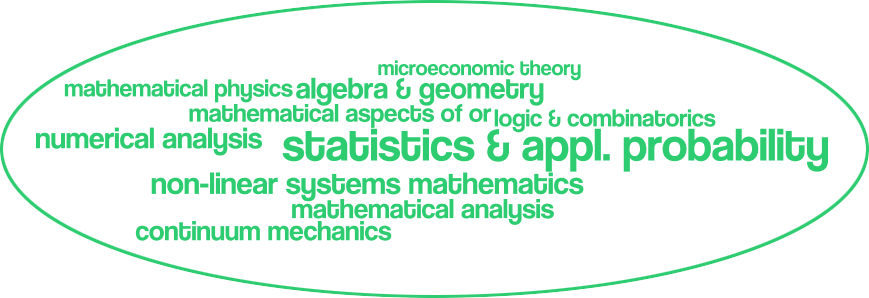 microeconomic theory
mathematical physics algebra & geometry
mathematical aspects of or logic & combinatorics
numerical analysis statistics & appl. probability
non-linear systems mathematics
mathematical analysis
continuum mechanics